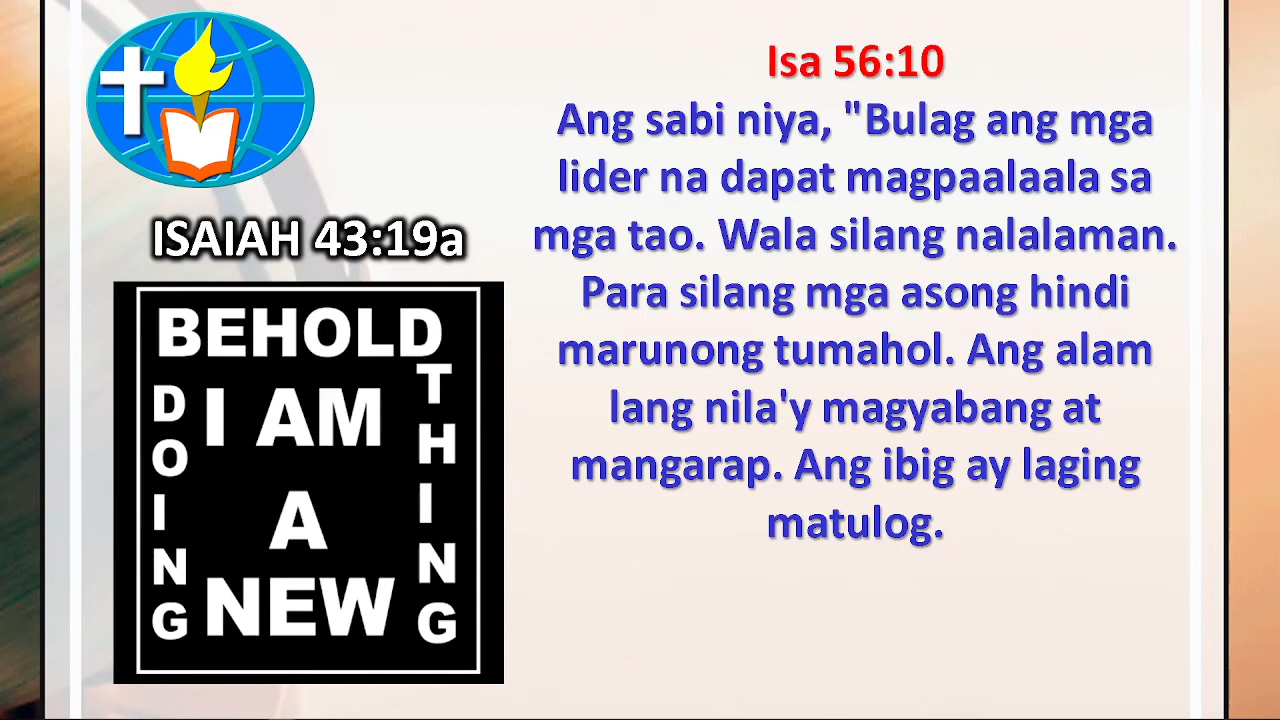 ISAIAH 43:19a
BEHOLD
I AM
DOING
A
NEW
THING
Isa 56:10
Ang sabi niya, "Bulag ang mga
lider na dapat magpaalaala sa
mga tao. Wala silang nalalaman.
Para silang mga asong hindi
marunong tumahol. Ang alam
lang nila'y magyabang at
mangarap. Ang ibig ay laging
matulog.